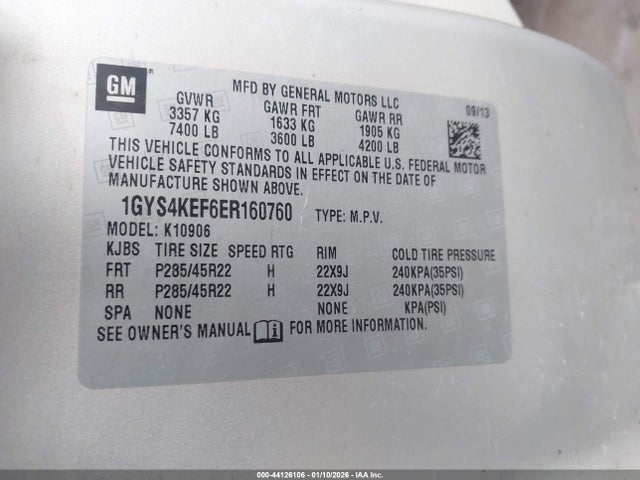 GM
MFD BY GENERAL MOTORS LLC
09/13
GVWR GAWR FRT GAWR RR
3357 KG 1633 KG 1905 KG
7400 LB 3600 LB 4200 LB
THIS VEHICLE CONFORMS TO ALL APPLICABLE U.S. FEDERAL MOTOR
VEHICLE SAFETY STANDARDS IN EFFECT ON THE DATE OF
MANUFACTURE SHOWN ABOVE.
1GYS4KEF6ER160760 TYPE: M.P.V.
MODEL: K10906
KJBS TIRE SIZE SPEED RTG RIM COLD TIRE PRESSURE
FRT P285/45R22 H 22X9J 240KPA(35PSI)
RR P285/45R22 H 22X9J 240KPA(35PSI)
SPA NONE NONE KPA(PSI)
SEE OWNER'S MANUAL FOR MORE INFORMATION.
000-44126106 - 01/10/2026 - IAA Inc.